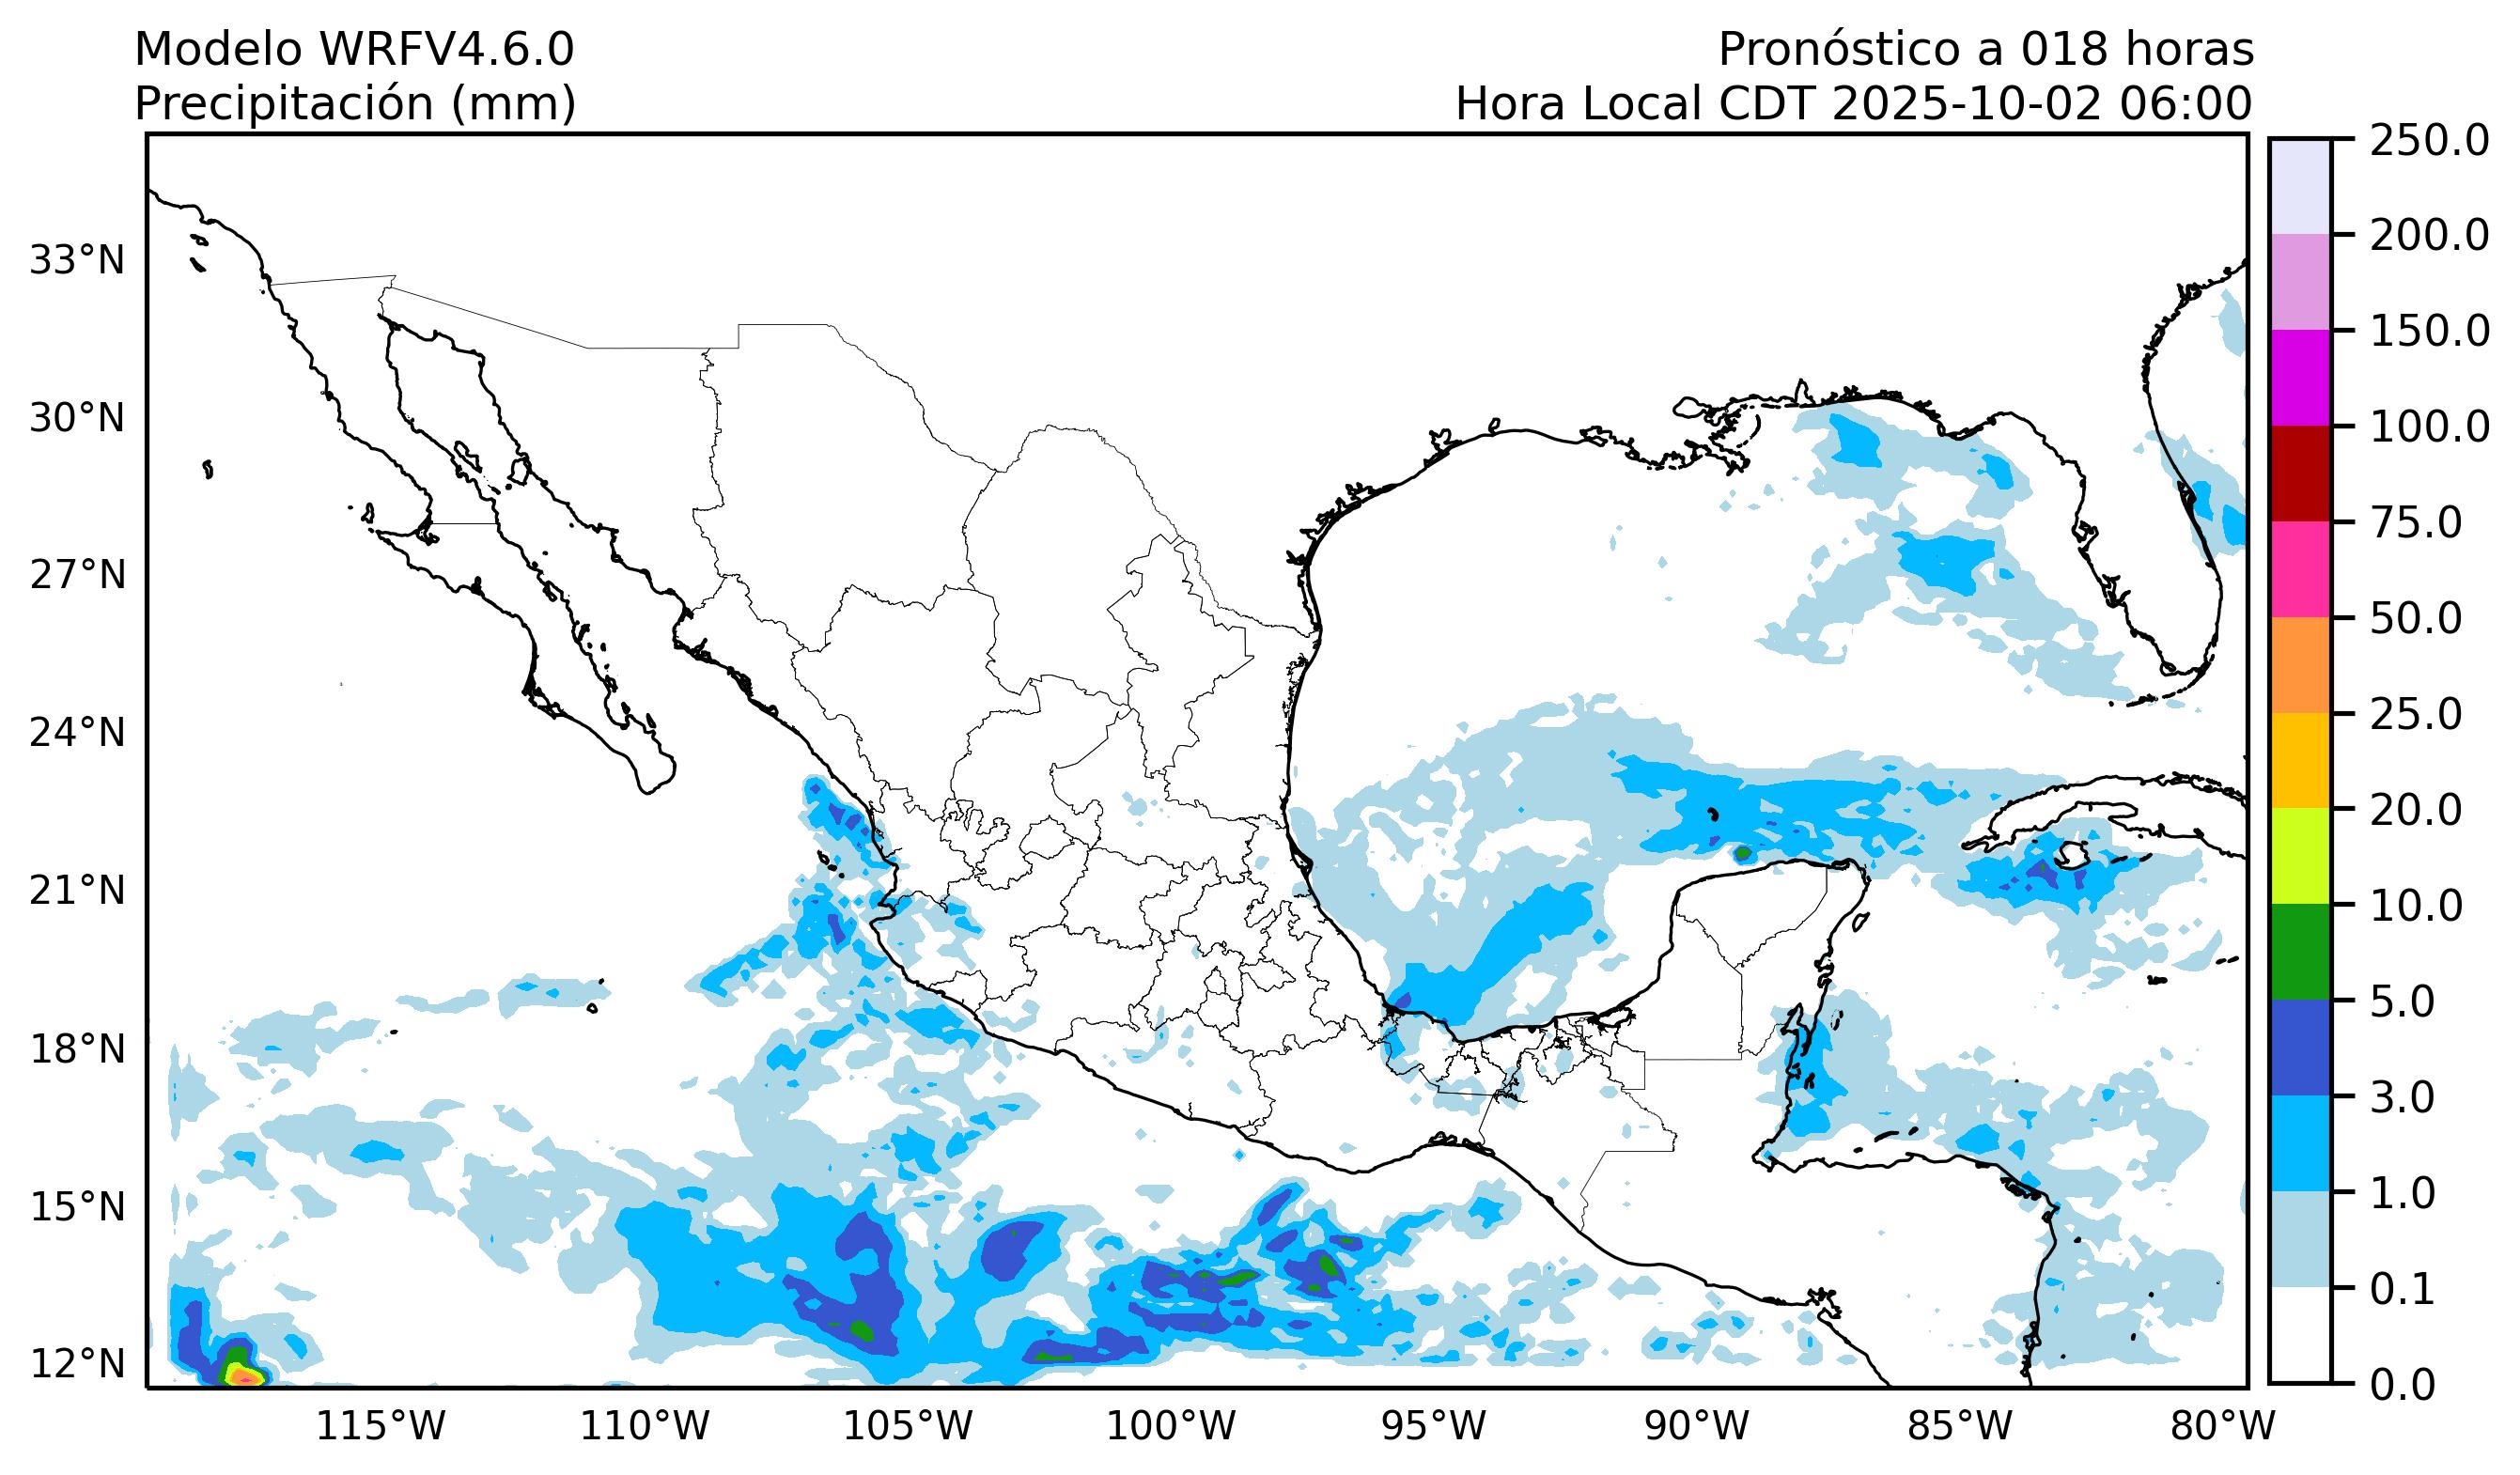 Modelo WRFV4.6.0
Precipitación (mm)
Pronóstico a 018 horas
Hora Local CDT 2025-10-02 06:00
33°N
30°N
27°N
24°N
21°N
18°N
15°N
12°N
115°W
110°W
105°W
100°W
95°W
90°W
85°W
80°W
250.0
200.0
150.0
100.0
75.0
50.0
25.0
20.0
10.0
5.0
3.0
1.0
0.1
0.0